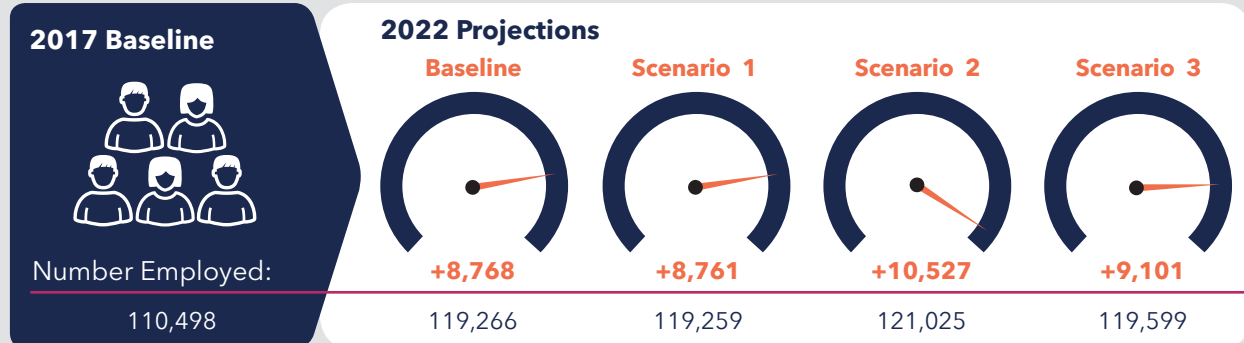 2017 Baseline
2022 Projections
Baseline Scenario 1 Scenario 2 Scenario 3
Number Employed: +8,768 +8,761 +10,527 +9,101
110,498 119,266 119,259 121,025 119,599